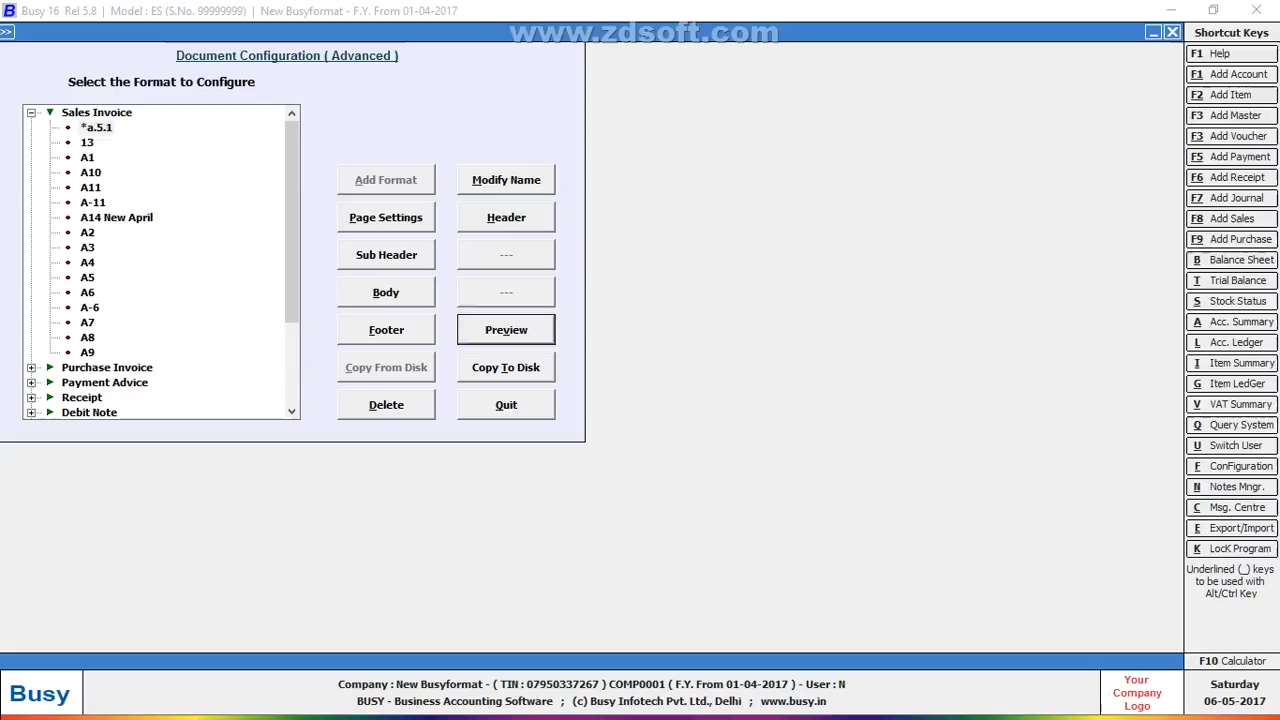 B Busy 16 Rel 5.8 | Model : ES (S.No. 99999999) | New Busyformat - F.Y. From 01-04-2017
>>
www.zdsoft.com
Document Configuration ( Advanced )
Select the Format to Configure
Sales Invoice
*a.5.1
13
A1
A10
A11
A-11
A14 New April
A2
A3
A4
A5
A6
A-6
A7
A8
A9
Purchase Invoice
Payment Advice
Receipt
Debit Note
Add Format
Modify Name
Page Settings
Header
Sub Header
---
Body
---
Footer
Preview
Copy From Disk
Copy To Disk
Delete
Quit
Shortcut Keys
F1 Help
F1 Add Account
F2 Add Item
F3 Add Master
F3 Add Voucher
F5 Add Payment
F6 Add Receipt
F7 Add Journal
F8 Add Sales
F9 Add Purchase
B Balance Sheet
T Trial Balance
S Stock Status
A Acc. Summary
L Acc. Ledger
I Item Summary
G Item LedGer
V VAT Summary
Q Query System
U Switch User
F ConFiguration
N Notes Mngr.
C Msg. Centre
E Export/Import
K LocK Program
Underlined (_) keys
to be used with
Alt/Ctrl Key
F10 Calculator
Busy
Company : New Busyformat - ( TIN : 07950337267 ) COMP0001 ( F.Y. From 01-04-2017 ) - User : N
BUSY - Business Accounting Software ; (c) Busy Infotech Pvt. Ltd., Delhi ; www.busy.in
Your
Company
Logo
Saturday
06-05-2017